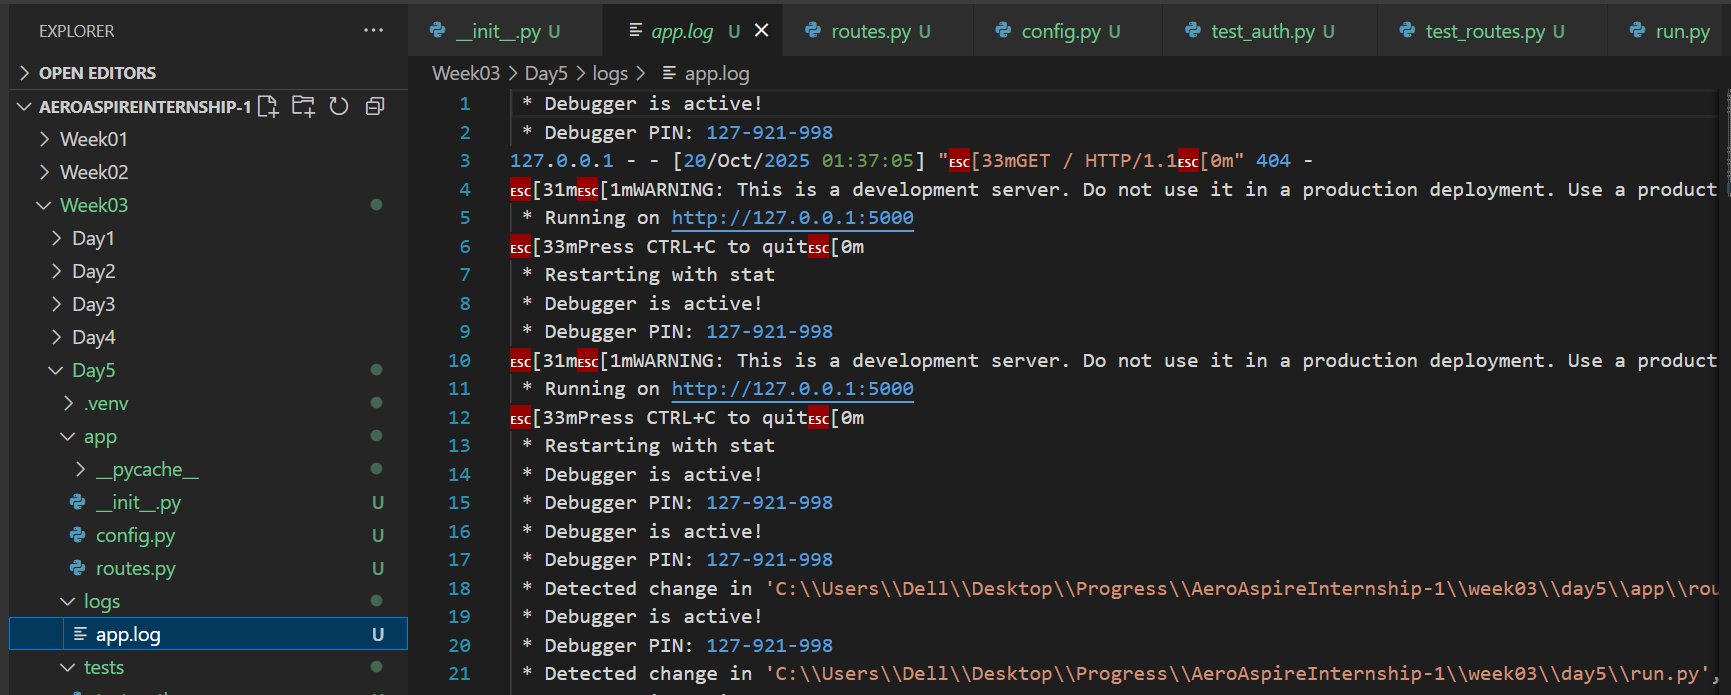 EXPLORER ···
OPEN EDITORS
AEROASPIREINTERNSHIP-1
Week01
Week02
Week03
Day1
Day2
Day3
Day4
Day5
.venv
app
__pycache__
__init__.py U
config.py U
routes.py U
logs
app.log U
tests
__init__.py U
app.log U
routes.py U
config.py U
test_auth.py U
test_routes.py U
run.py
Week03 > Day5 > logs > app.log
1 * Debugger is active!
2 * Debugger PIN: 127-921-998
3 127.0.0.1 - - [20/Oct/2025 01:37:05] "ESC[33mGET / HTTP/1.1ESC[0m" 404 -
4 ESC[31mESC[1mWARNING: This is a development server. Do not use it in a production deployment. Use a product
5 * Running on http://127.0.0.1:5000
6 ESC[33mPress CTRL+C to quitESC[0m
7 * Restarting with stat
8 * Debugger is active!
9 * Debugger PIN: 127-921-998
10 ESC[31mESC[1mWARNING: This is a development server. Do not use it in a production deployment. Use a product
11 * Running on http://127.0.0.1:5000
12 ESC[33mPress CTRL+C to quitESC[0m
13 * Restarting with stat
14 * Debugger is active!
15 * Debugger PIN: 127-921-998
16 * Debugger is active!
17 * Debugger PIN: 127-921-998
18 * Detected change in 'C:\\Users\\Dell\\Desktop\\Progress\\AeroAspireInternship-1\\week03\\day5\\app\\rou
19 * Debugger is active!
20 * Debugger PIN: 127-921-998
21 * Detected change in 'C:\\Users\\Dell\\Desktop\\Progress\\AeroAspireInternship-1\\week03\\day5\\run.py',